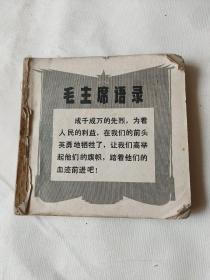 毛主席语录
成千成万的先烈，为着
人民的利益，在我们的前头
英勇地牺牲了，让我们高举
起他们的旗帜，踏着他们的
血迹前进吧！